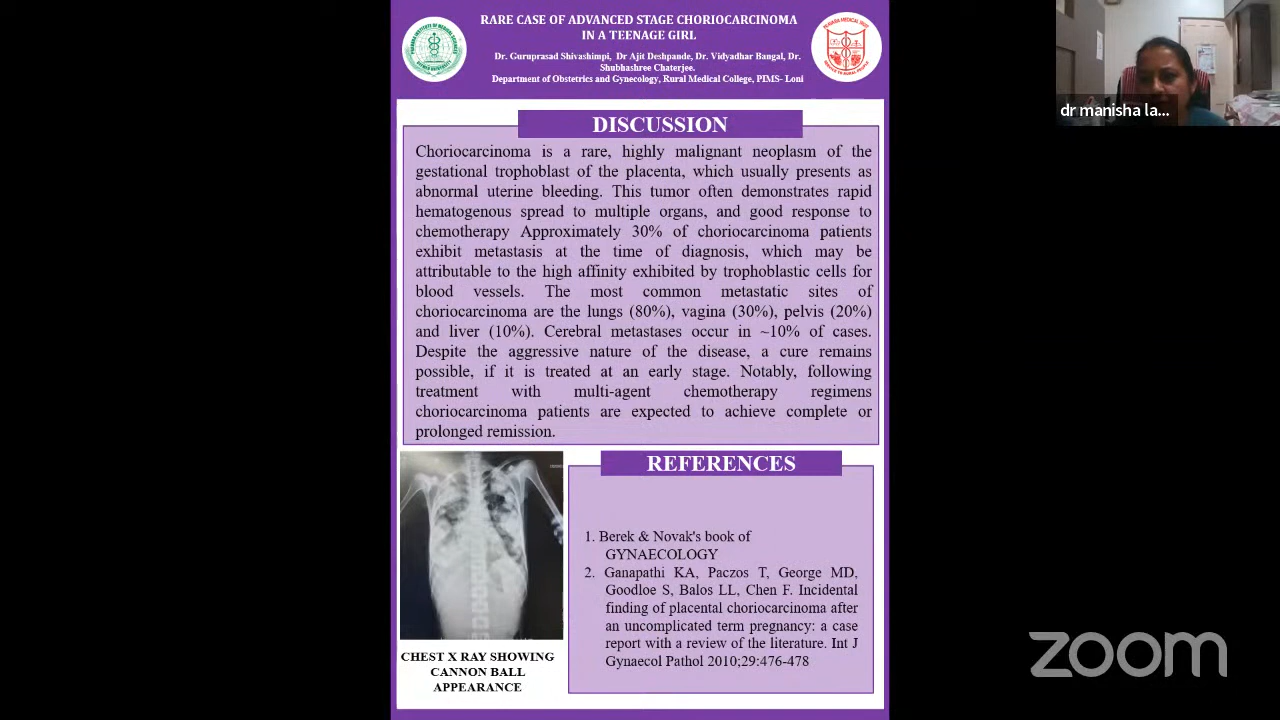 RARE CASE OF ADVANCED STAGE CHORIOCARCINOMA
IN A TEENAGE GIRL
Dr. Guruprasad Shivashimpi, Dr Ajit Deshpande, Dr. Vidyadhar Bangal, Dr.
Shubhashree Chaterjee.
Department of Obstetrics and Gynecology, Rural Medical College, PIMS- Loni
dr manisha la...
DISCUSSION
Choriocarcinoma is a rare, highly malignant neoplasm of the
gestational trophoblast of the placenta, which usually presents as
abnormal uterine bleeding. This tumor often demonstrates rapid
hematogenous spread to multiple organs, and good response to
chemotherapy Approximately 30% of choriocarcinoma patients
exhibit metastasis at the time of diagnosis, which may be
attributable to the high affinity exhibited by trophoblastic cells for
blood vessels. The most common metastatic sites of
choriocarcinoma are the lungs (80%), vagina (30%), pelvis (20%)
and liver (10%). Cerebral metastases occur in ~10% of cases.
Despite the aggressive nature of the disease, a cure remains
possible, if it is treated at an early stage. Notably, following
treatment with multi-agent chemotherapy regimens
choriocarcinoma patients are expected to achieve complete or
prolonged remission.
CHEST X RAY SHOWING
CANNON BALL
APPEARANCE
REFERENCES
1. Berek & Novak's book of
GYNAECOLOGY
2. Ganapathi KA, Paczos T, George MD,
Goodloe S, Balos LL, Chen F. Incidental
finding of placental choriocarcinoma after
an uncomplicated term pregnancy: a case
report with a review of the literature. Int J
Gynaecol Pathol 2010;29:476-478
zoom